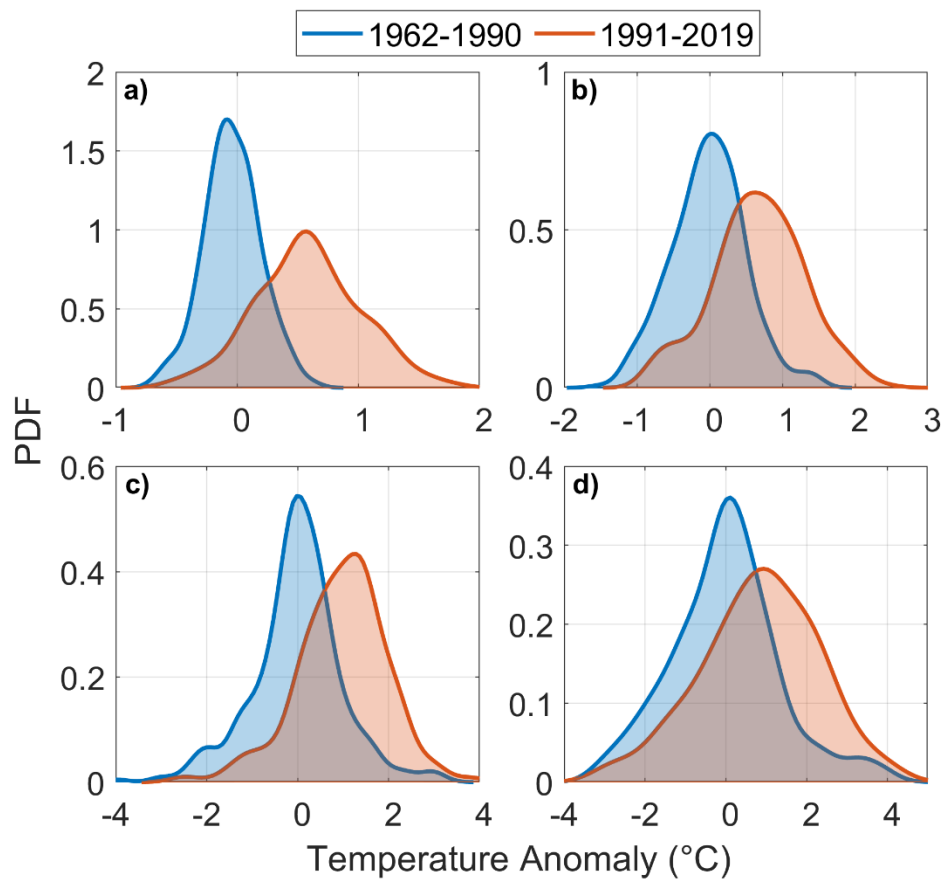 1962-1990 1991-2019
a) b)
2 1
1.5
1 0.5
0.5
0 0
-1 0 1 2 -2 -1 0 1 2 3
PDF
c) d)
0.6 0.4
0.3
0.4
0.2
0.2
0.1
0 0
-4 -2 0 2 4 -4 -2 0 2 4
Temperature Anomaly (°C)